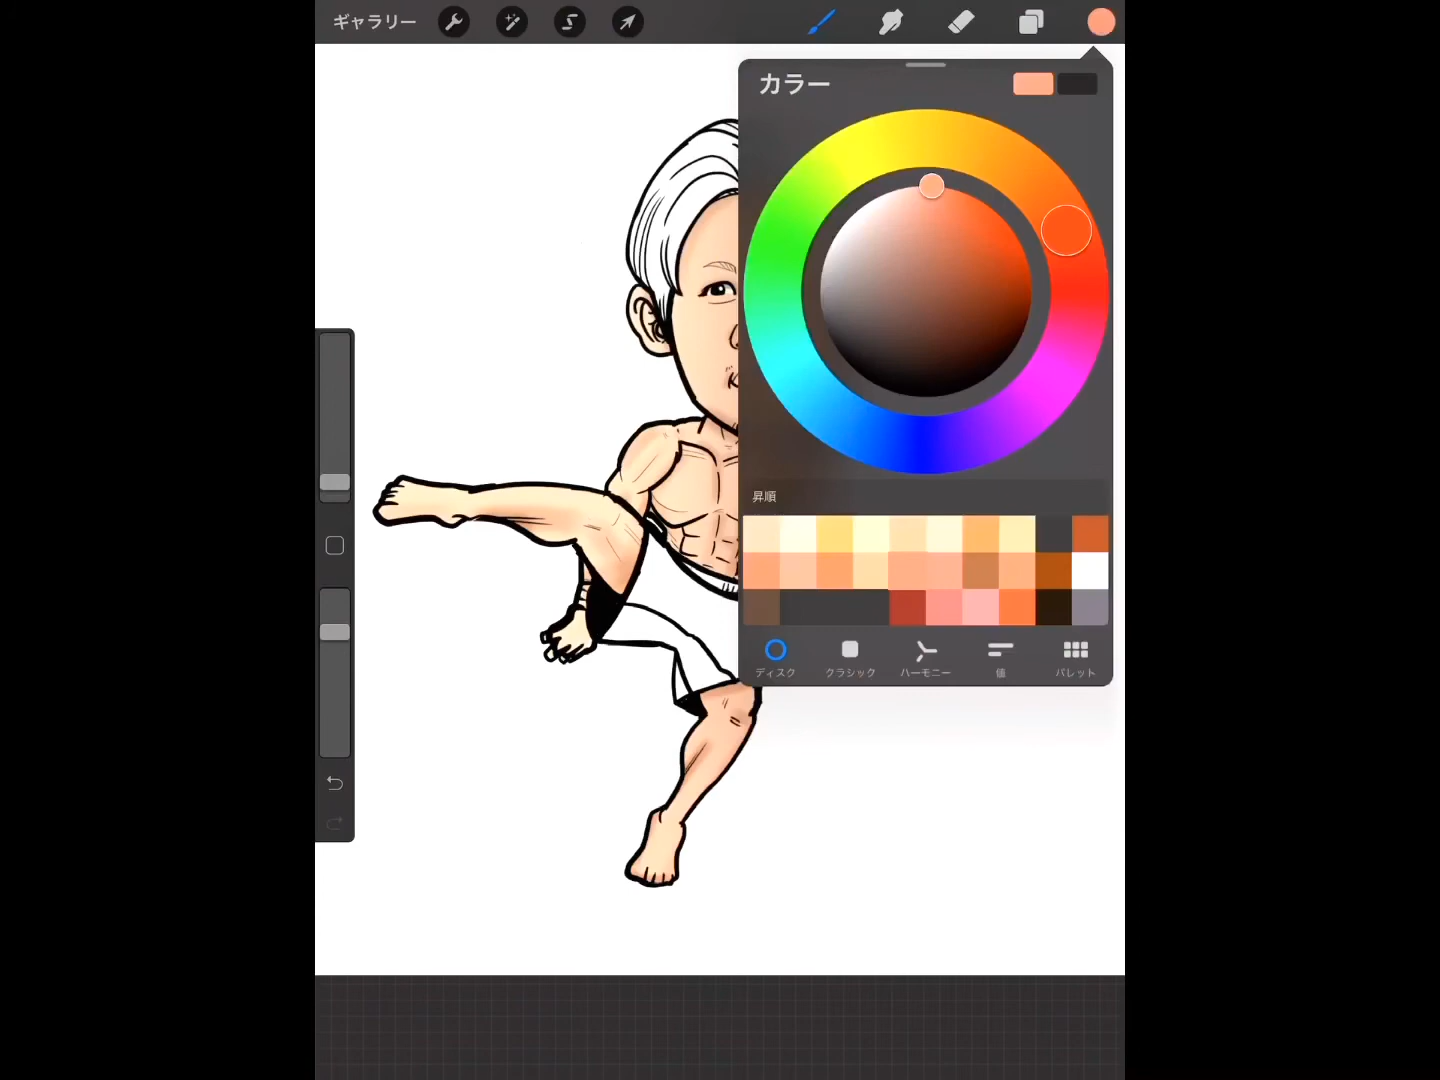 ギャラリー
カラー
昇順
ディスク
クラシック
ハーモニー
値
パレット